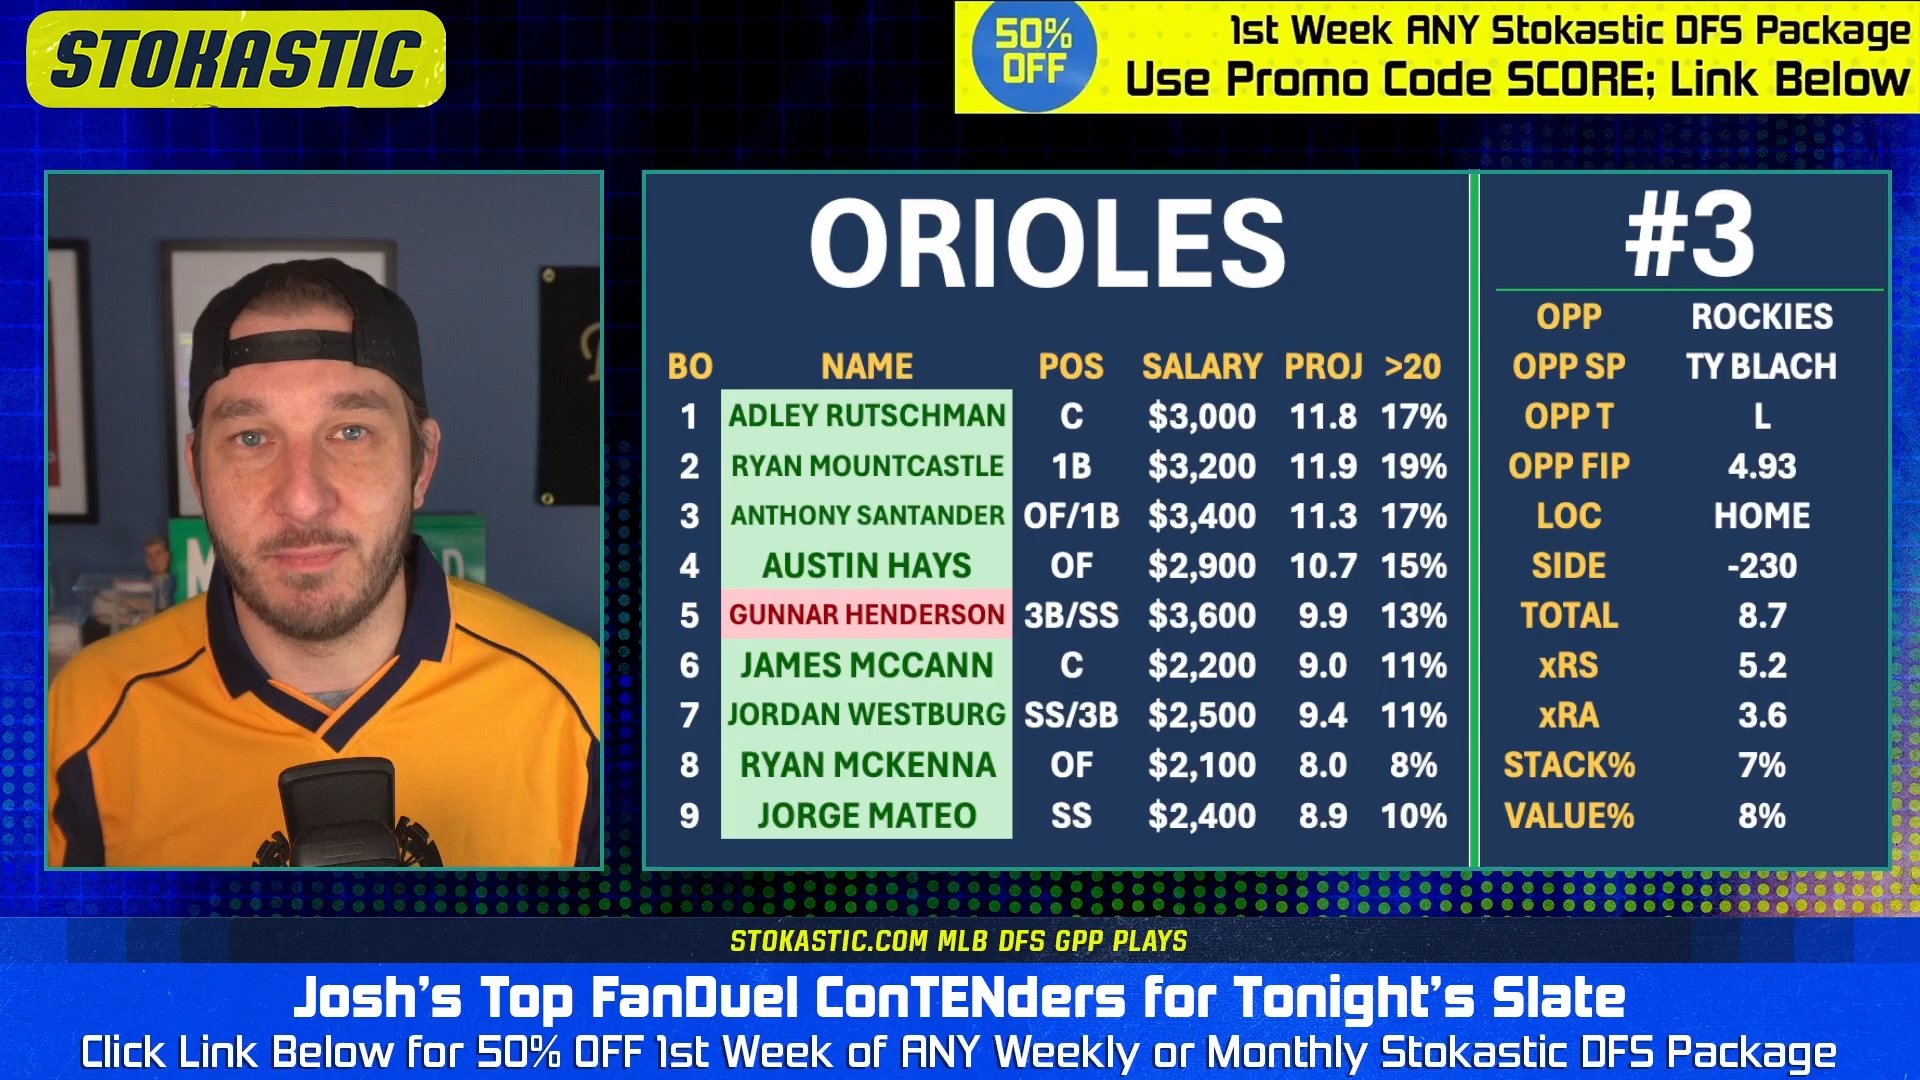 STOKASTIC
50% OFF
1st Week ANY Stokastic DFS Package
Use Promo Code SCORE; Link Below
ORIOLES
BO NAME POS SALARY PROJ >20
1 ADLEY RUTSCHMAN C $3,000 11.8 17%
2 RYAN MOUNTCASTLE 1B $3,200 11.9 19%
3 ANTHONY SANTANDER OF/1B $3,400 11.3 17%
4 AUSTIN HAYS OF $2,900 10.7 15%
5 GUNNAR HENDERSON 3B/SS $3,600 9.9 13%
6 JAMES MCCANN C $2,200 9.0 11%
7 JORDAN WESTBURG SS/3B $2,500 9.4 11%
8 RYAN MCKENNA OF $2,100 8.0 8%
9 JORGE MATEO SS $2,400 8.9 10%
#3
OPP ROCKIES
OPP SP TY BLACH
OPP T L
OPP FIP 4.93
LOC HOME
SIDE -230
TOTAL 8.7
xRS 5.2
xRA 3.6
STACK% 7%
VALUE% 8%
STOKASTIC.COM MLB DFS GPP PLAYS
Josh's Top FanDuel ConTENders for Tonight's Slate
Click Link Below for 50% OFF 1st Week of ANY Weekly or Monthly Stokastic DFS Package